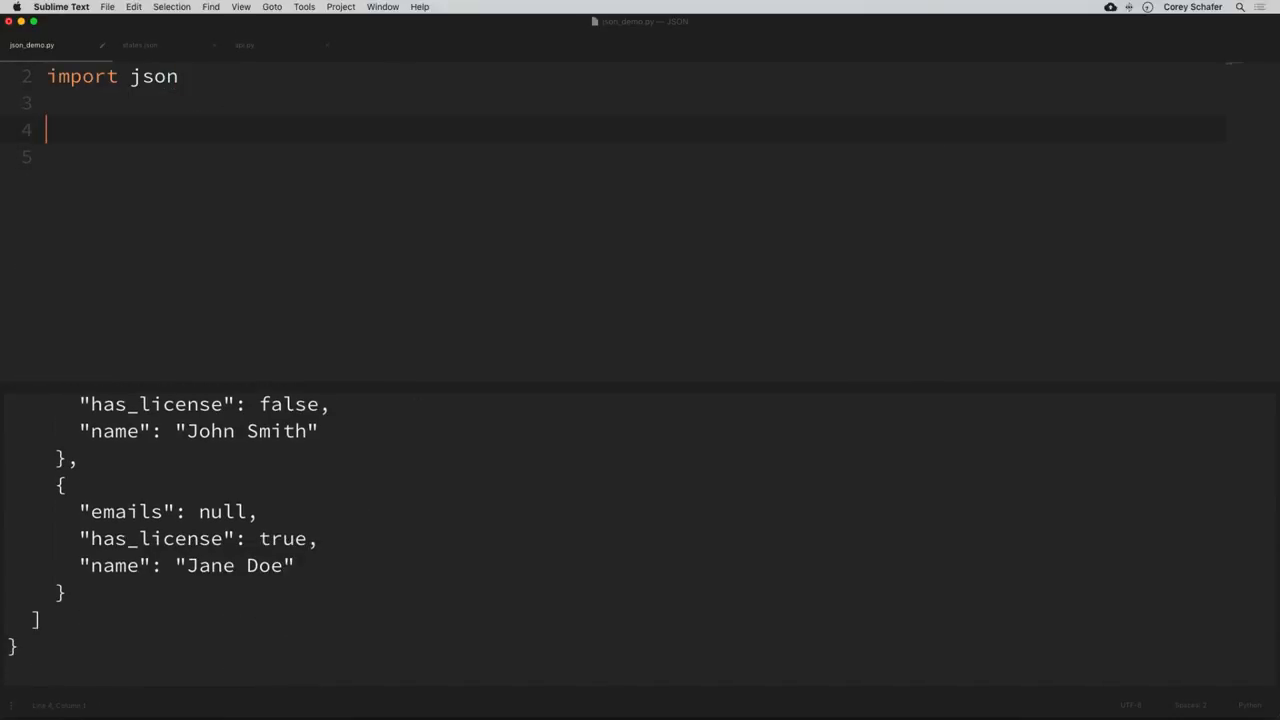 Sublime Text File Edit Selection Find View Goto Tools Project Window Help Corey Schafer
json_demo.py — JSON
json_demo.py states.json api.py
2 import json
3
4
5
"has_license": false,
"name": "John Smith"
},
{
"emails": null,
"has_license": true,
"name": "Jane Doe"
}
]
}
Line 4, Column 1 UTF-8 Spaces: 2 Python